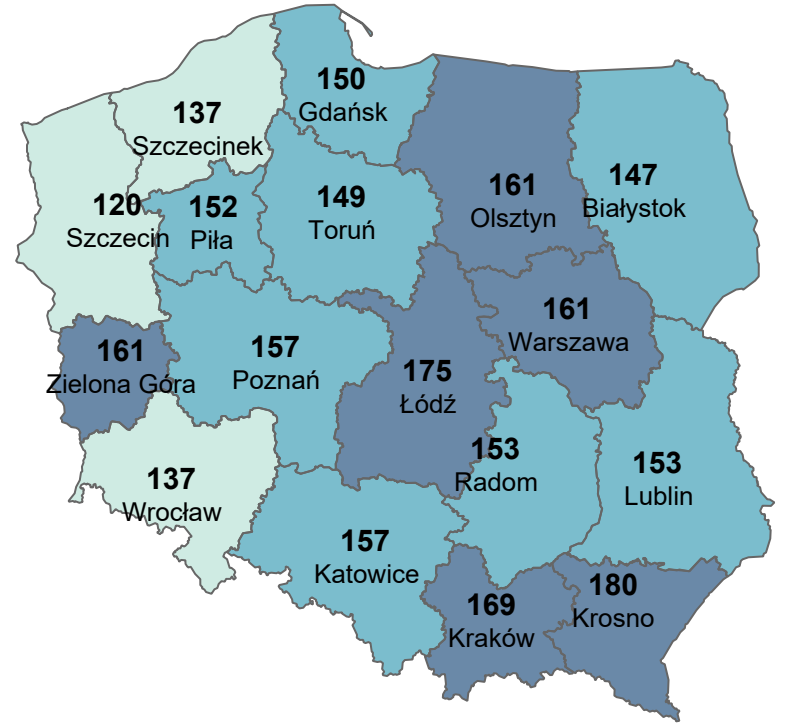 150
Gdańsk
137
Szczecinek
147
Białystok
161
Olsztyn
149
Toruń
152
Piła
120
Szczecin
161
Warszawa
161
Zielona Góra
157
Poznań
175
Łódź
153
Radom
153
Lublin
137
Wrocław
157
Katowice
180
Krosno
169
Kraków